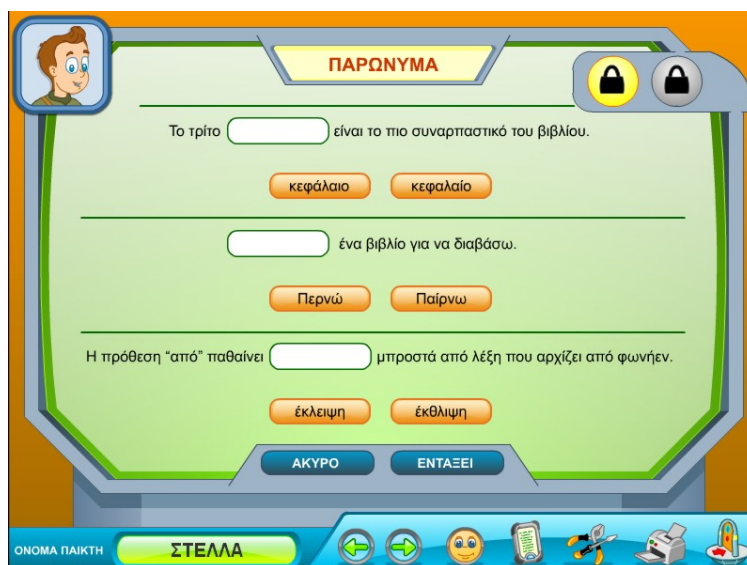 ΠΑΡΩΝΥΜΑ
Το τρίτο είναι το πιο συναρπαστικό του βιβλίου.
κεφάλαιο κεφαλαίο
ένα βιβλίο για να διαβάσω.
Περνώ Παίρνω
Η πρόθεση “από” παθαίνει μπροστά από λέξη που αρχίζει από φωνήεν.
έκλειψη έκθλιψη
ΑΚΥΡΟ ΕΝΤΑΞΕΙ
ΟΝΟΜΑ ΠΑΙΚΤΗ ΣΤΕΛΛΑ